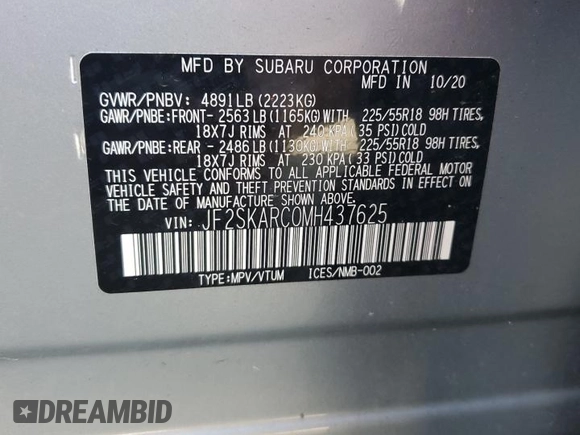 MFD BY SUBARU CORPORATION
MFD IN 10/20
GVWR/PNBV: 4891LB(2223KG)
GAWR/PNBE:FRONT- 2563LB(1165KG)WITH 225/55R18 98H TIRES,
18X7J RIMS AT 240 KPA(35 PSI)COLD
GAWR/PNBE:REAR - 2486LB(1130KG)WITH 225/55R18 98H TIRES,
18X7J RIMS AT 230 KPA(33 PSI)COLD
THIS VEHICLE CONFORMS TO ALL APPLICABLE FEDERAL MOTOR
VEHICLE SAFETY AND THEFT PREVENTION STANDARDS IN EFFECT ON
THE DATE OF MANUFACTURE SHOWN ABOVE.
VIN: JF2SKARC0MH437625
TYPE:MPV/VTUM ICES/NMB-002
DREAMBID